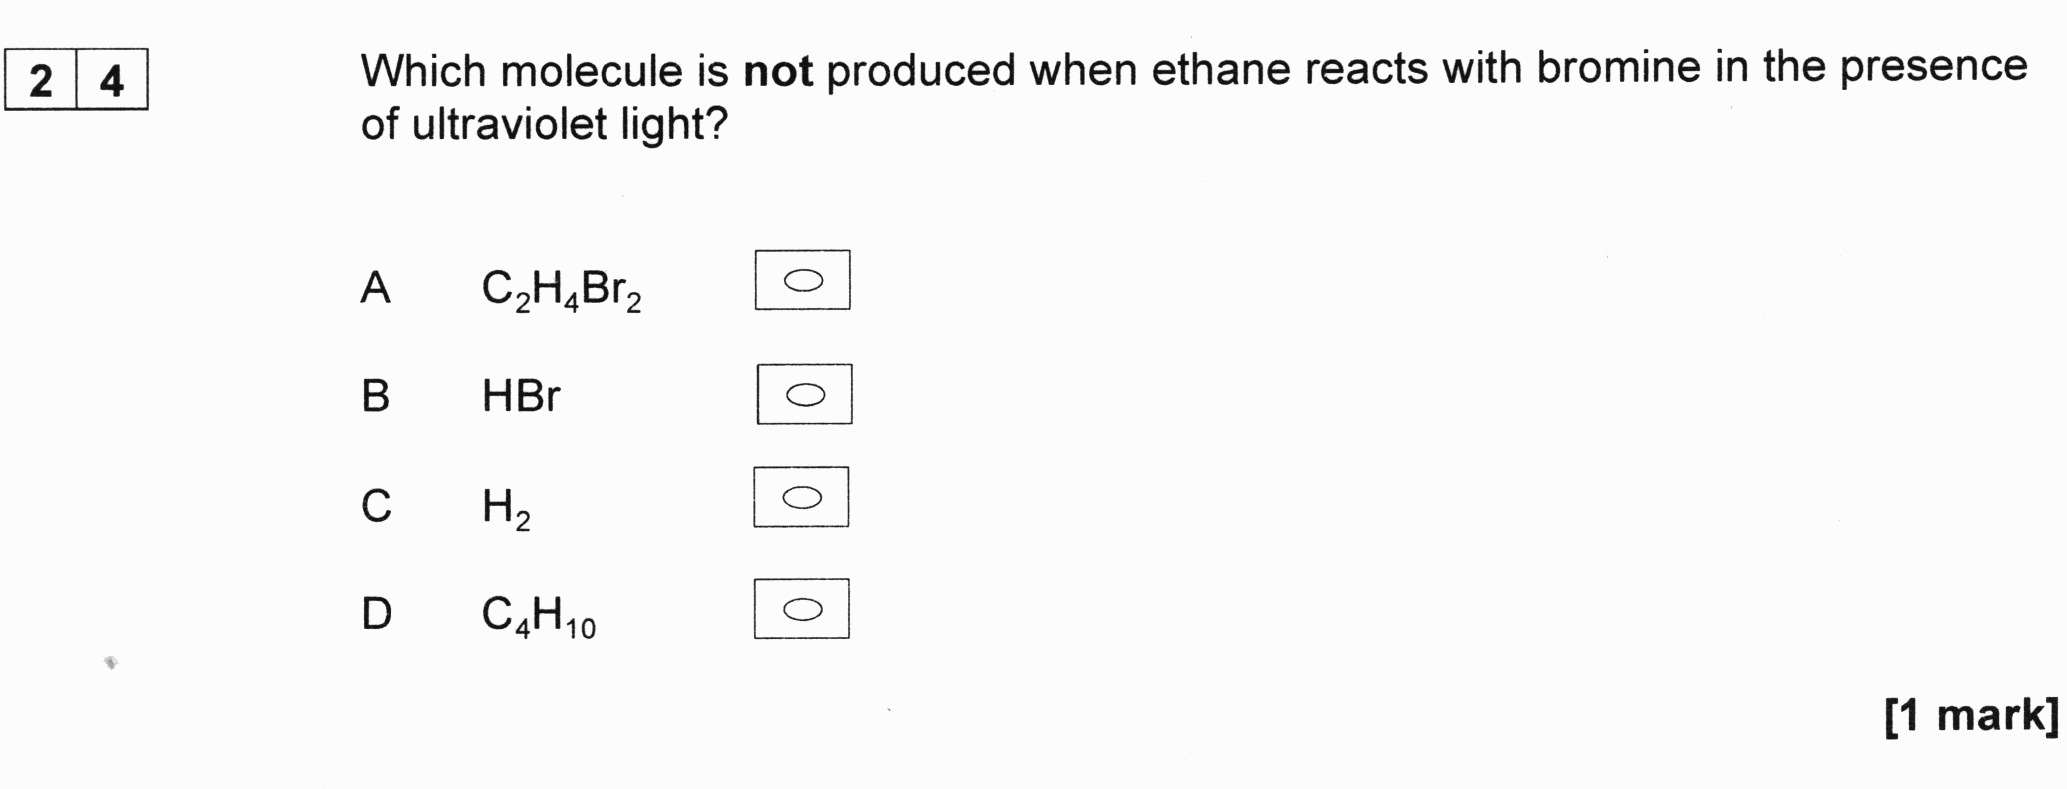 2 4 Which molecule is not produced when ethane reacts with bromine in the presence
of ultraviolet light?
A C₂H₄Br₂
B HBr
C H₂
D C₄H₁₀
[1 mark]